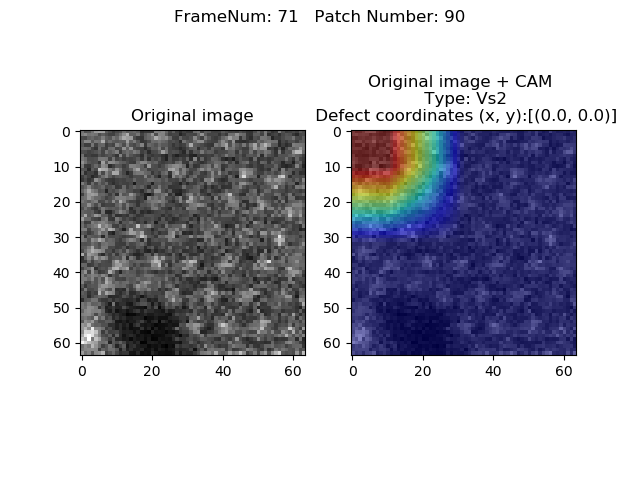 FrameNum: 71   Patch Number: 90
Original image
Original image + CAM
Type: Vs2
Defect coordinates (x, y):[(0.0, 0.0)]
0
10
20
30
40
50
60
0 20 40 60
0
10
20
30
40
50
60
0 20 40 60